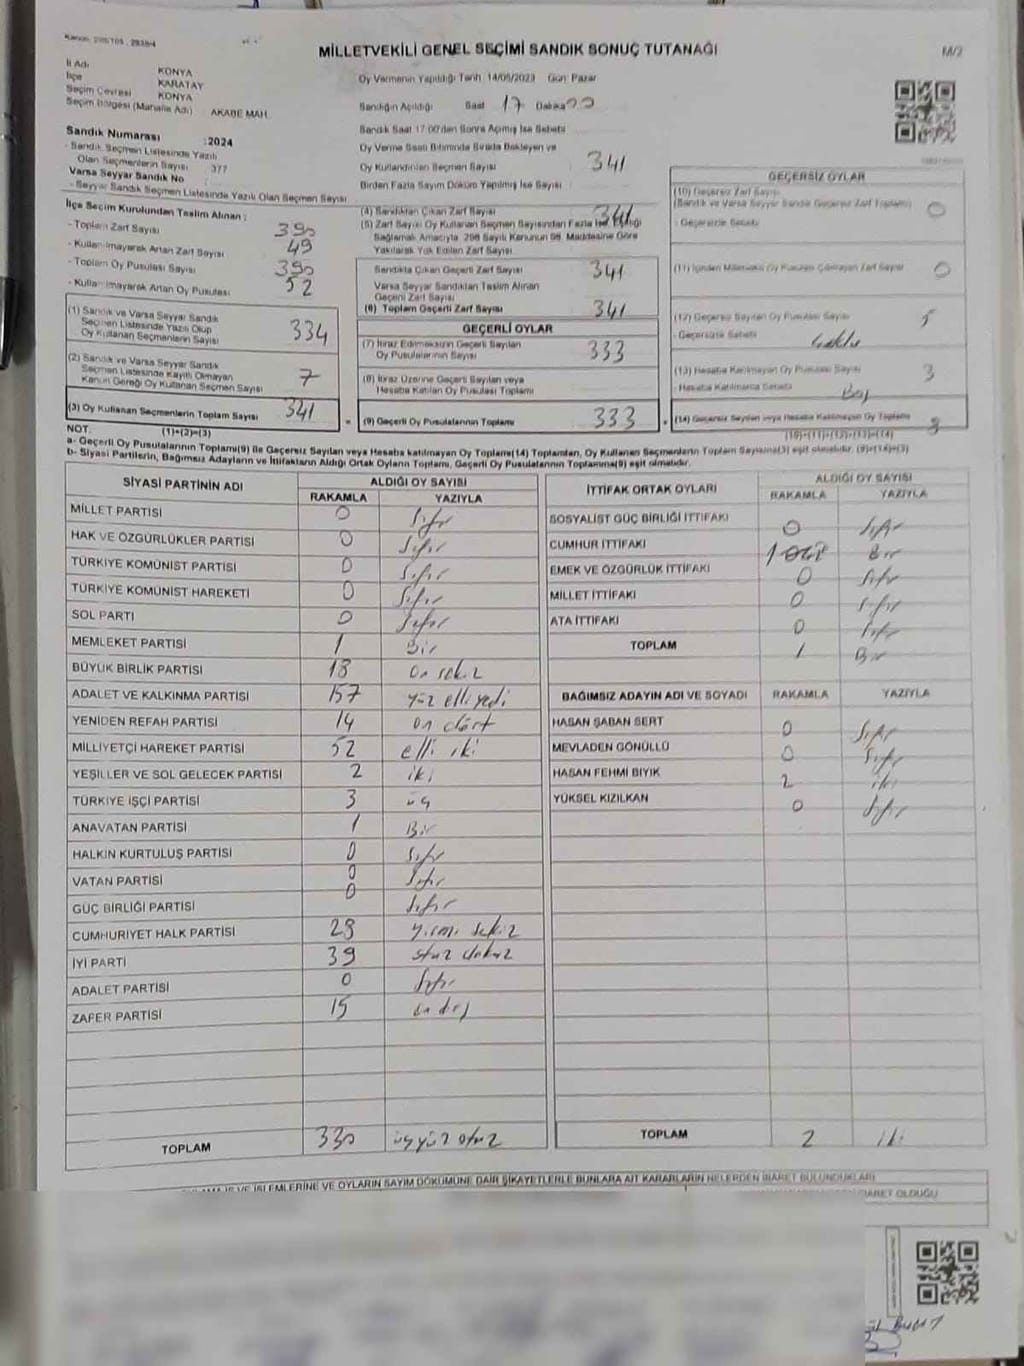 MİLLETVEKİLİ GENEL SEÇİMİ SANDIK SONUÇ TUTANAĞI
M/2
İl Adı KONYA
İlçe KARATAY
Seçim Çevresi KONYA
Seçim Bölgesi (Mahalle Adı) AKABE MAH.
Sandık Numarası :2024
- Sandık Seçmen Listesinde Yazılı
Olan Seçmenlerin Sayısı : 377
Varsa Seyyar Sandık No
- Seyyar Sandık Seçmen Listesinde Yazılı Olan Seçmen Sayısı
Oy Vermenin Yapıldığı Tarih: 14/05/2023 Gün: Pazar
Sandığın Açıldığı Saat 17 Dakika 00
Sandık Saat 17:00'den Sonra Açılmış İse Sebebi
Oy Verme Saati Bitiminde Sırada Bekleyen ve
Oy Kullandırılan Seçmen Sayısı : 341
Birden Fazla Sayım Döküm Yapılmış İse Sayısı
İlçe Seçim Kurulundan Teslim Alınan :
- Toplam Zarf Sayısı 390
- Kullanılmayarak Artan Zarf Sayısı 49
- Toplam Oy Pusulası Sayısı 390
- Kullanılmayarak Artan Oy Pusulası 52
(1) Sandık ve Varsa Seyyar Sandık
Seçmen Listesinde Yazılı Olup
Oy Kullanan Seçmenlerin Sayısı 334
(2) Sandık ve Varsa Seyyar Sandık
Seçmen Listesinde Kayıtlı Olmayan
Kanun Gereği Oy Kullanan Seçmen Sayısı 7
(3) Oy Kullanan Seçmenlerin Toplam Sayısı 341
(1)+(2)=(3)
(4) Sandıktan Çıkan Zarf Sayısı 341
(5) Zarf Sayısı Oy Kullanan Seçmen Sayısından Fazla İse, Eşitliği
Sağlamak Amacıyla, 298 Sayılı Kanunun 98. Maddesine Göre
Yakılarak Yok Edilen Zarf Sayısı
Sandıkta Çıkan Geçerli Zarf Sayısı 341
Varsa Seyyar Sandıktan Teslim Alınan
Geçerli Zarf Sayısı
(6) Toplam Geçerli Zarf Sayısı 341
GEÇERLİ OYLAR
(7) İtiraz Edilmeksizin Geçerli Sayılan
Oy Pusulalarının Sayısı 333
(8) İtiraz Üzerine Geçerli Sayılan veya
Hesaba Katılan Oy Pusulası Toplamı
= (9) Geçerli Oy Pusulalarının Toplamı 333
GEÇERSİZ OYLAR
(10) Geçersiz Zarf Sayısı
(Sandık ve Varsa Seyyar Sandık Geçersiz Zarf Toplamı) 0
- Geçersizlik Sebebi
(11) İçinden Milletvekili Oy Pusulası Çıkmayan Zarf Sayısı 0
(12) Geçersiz Sayılan Oy Pusulası Sayısı 5
- Geçersizlik Sebebi
(13) Hesaba Katılmayan Oy Pusulası Sayısı 3
- Hesaba Katılmama Sebebi Boş
+ (14) Geçersiz Sayılan veya Hesaba Katılmayan Oy Toplamı 8
(10)+(11)+(12)+(13)=(14)
NOT:
a- Geçerli Oy Pusulalarının Toplamı(9) ile Geçersiz Sayılan veya Hesaba katılmayan Oy Toplamı(14) Toplamları, Oy Kullanan Seçmenlerin Toplam Sayısına(3) eşit olmalıdır. (9)+(14)=(3)
b- Siyasi Partilerin, Bağımsız Adayların ve İttifakların Aldığı Ortak Oyların Toplamı, Geçerli Oy Pusulalarının Toplamına(9) eşit olmalıdır.
SİYASİ PARTİNİN ADI ALDIĞI OY SAYISI
RAKAMLA YAZIYLA
MİLLET PARTİSİ 0 Sıfır
HAK VE ÖZGÜRLÜKLER PARTİSİ 0 Sıfır
TÜRKİYE KOMÜNİST PARTİSİ 0 Sıfır
TÜRKİYE KOMÜNİST HAREKETİ 0 Sıfır
SOL PARTİ 0 Sıfır
MEMLEKET PARTİSİ 1 Bir
BÜYÜK BİRLİK PARTİSİ 18 on sekiz
ADALET VE KALKINMA PARTİSİ 157 yüz elli yedi
YENİDEN REFAH PARTİSİ 14 on dört
MİLLİYETÇİ HAREKET PARTİSİ 52 elli iki
YEŞİLLER VE SOL GELECEK PARTİSİ 2 iki
TÜRKİYE İŞÇİ PARTİSİ 3 üç
ANAVATAN PARTİSİ 1 Bir
HALKIN KURTULUŞ PARTİSİ 0 Sıfır
VATAN PARTİSİ 0 Sıfır
GÜÇ BİRLİĞİ PARTİSİ 0 Sıfır
CUMHURİYET HALK PARTİSİ 28 yirmi sekiz
İYİ PARTİ 39 otuz dokuz
ADALET PARTİSİ 0 Sıfır
ZAFER PARTİSİ 15 on beş
TOPLAM 330 üçyüz otuz
İTTİFAK ORTAK OYLARI ALDIĞI OY SAYISI
RAKAMLA YAZIYLA
SOSYALİST GÜÇ BİRLİĞİ İTTİFAKI 0 Sıfır
CUMHUR İTTİFAKI 1 Bir
EMEK VE ÖZGÜRLÜK İTTİFAKI 0 Sıfır
MİLLET İTTİFAKI 0 Sıfır
ATA İTTİFAKI 0 Sıfır
TOPLAM 1 Bir
BAĞIMSIZ ADAYIN ADI VE SOYADI RAKAMLA YAZIYLA
HASAN ŞABAN SERT 0 Sıfır
MEVLADEN GÖNÜLLÜ 0 Sıfır
HASAN FEHMİ BIYIK 2 iki
YÜKSEL KIZILKAN 0 Sıfır
TOPLAM 2 iki
İŞLEMLERİNE VE OYLARIN SAYIM DÖKÜMÜNE DAİR ŞİKAYETLERLE BUNLARA AİT KARARLARIN NELERDEN İBARET BULUNDUKLARI
İBARET OLDUĞU